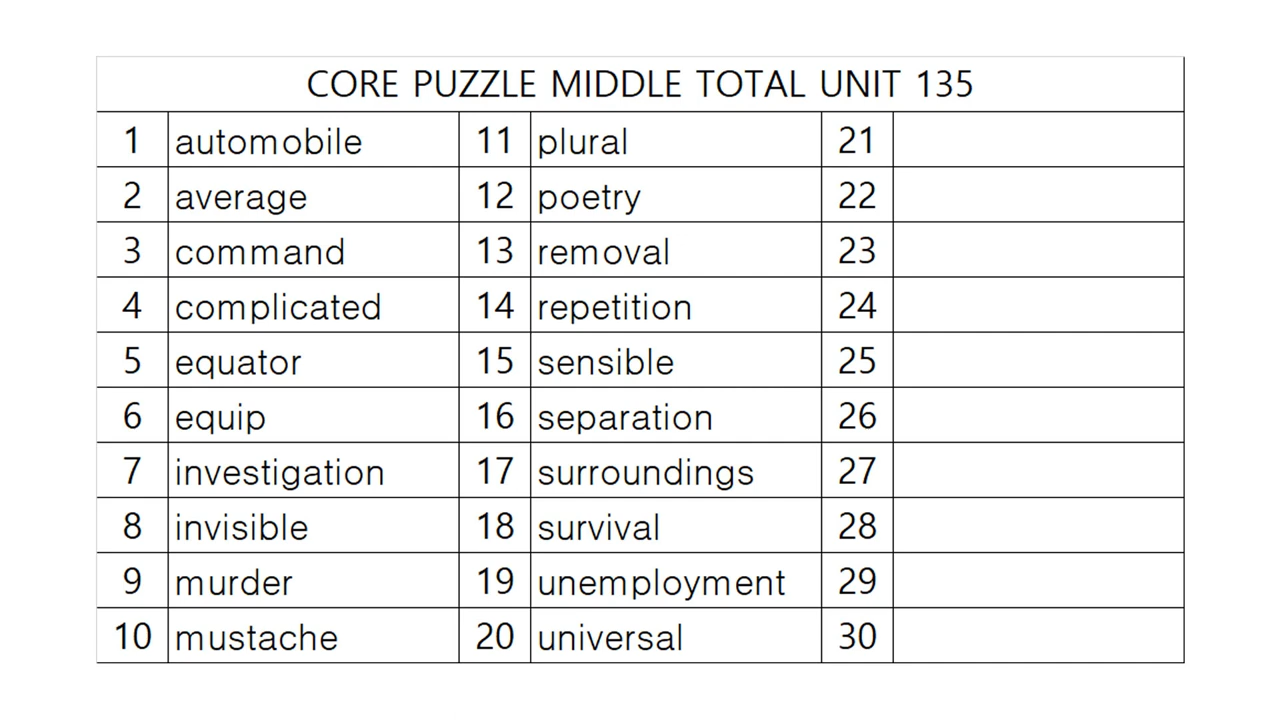 CORE PUZZLE MIDDLE TOTAL UNIT 135
1 automobile 11 plural 21
2 average 12 poetry 22
3 command 13 removal 23
4 complicated 14 repetition 24
5 equator 15 sensible 25
6 equip 16 separation 26
7 investigation 17 surroundings 27
8 invisible 18 survival 28
9 murder 19 unemployment 29
10 mustache 20 universal 30